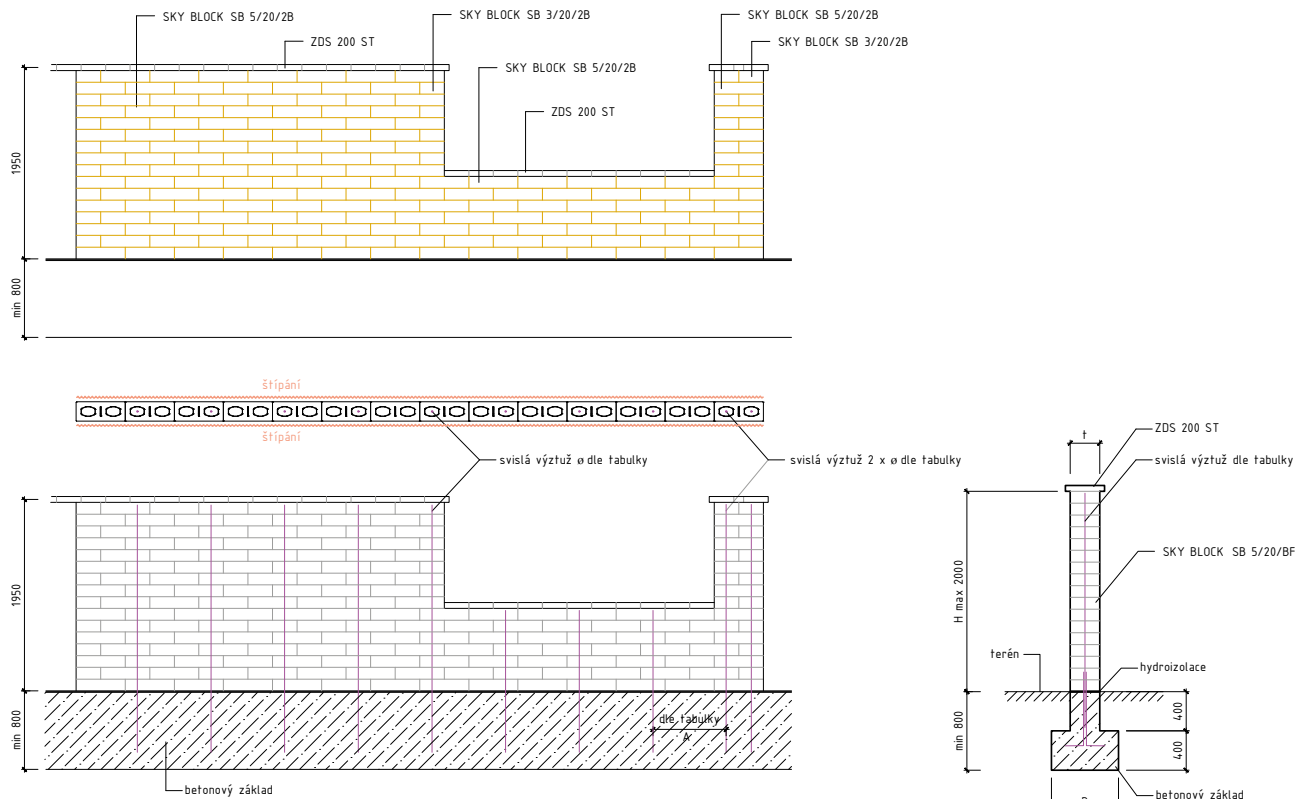 SKY BLOCK SB 5/20/2B
SKY BLOCK SB 3/20/2B
SKY BLOCK SB 5/20/2B
ZDS 200 ST
SKY BLOCK SB 3/20/2B
SKY BLOCK SB 5/20/2B
ZDS 200 ST
1950
min 800
štípání
štípání
svislá výztuž ø dle tabulky
svislá výztuž 2 x ø dle tabulky
1950
min 800
dle tabulky
A
betonový základ
t
ZDS 200 ST
svislá výztuž dle tabulky
SKY BLOCK SB 5/20/BF
H max 2000
terén
hydroizolace
min 800
400
400
betonový základ